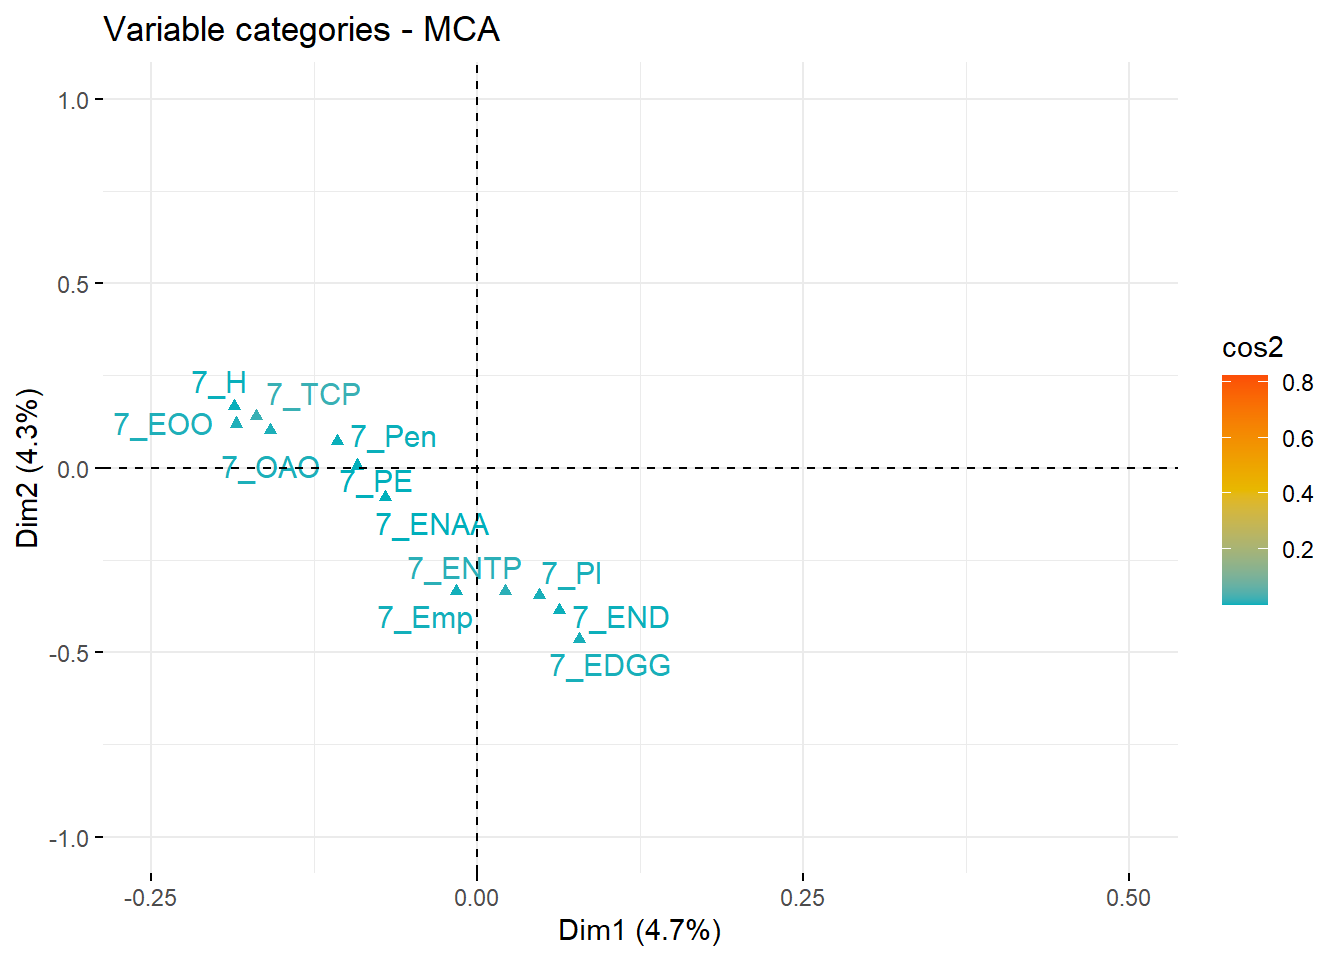 Variable categories - MCA
1.0
0.5
0.0
-0.5
-1.0
Dim2 (4.3%)
7_H
7_TCP
7_EOO
7_Pen
7_OAO
7_PE
7_ENAA
7_ENTP
7_PI
7_Emp
7_END
7_EDGG
-0.25
0.00
0.25
0.50
Dim1 (4.7%)
cos2
0.8
0.6
0.4
0.2